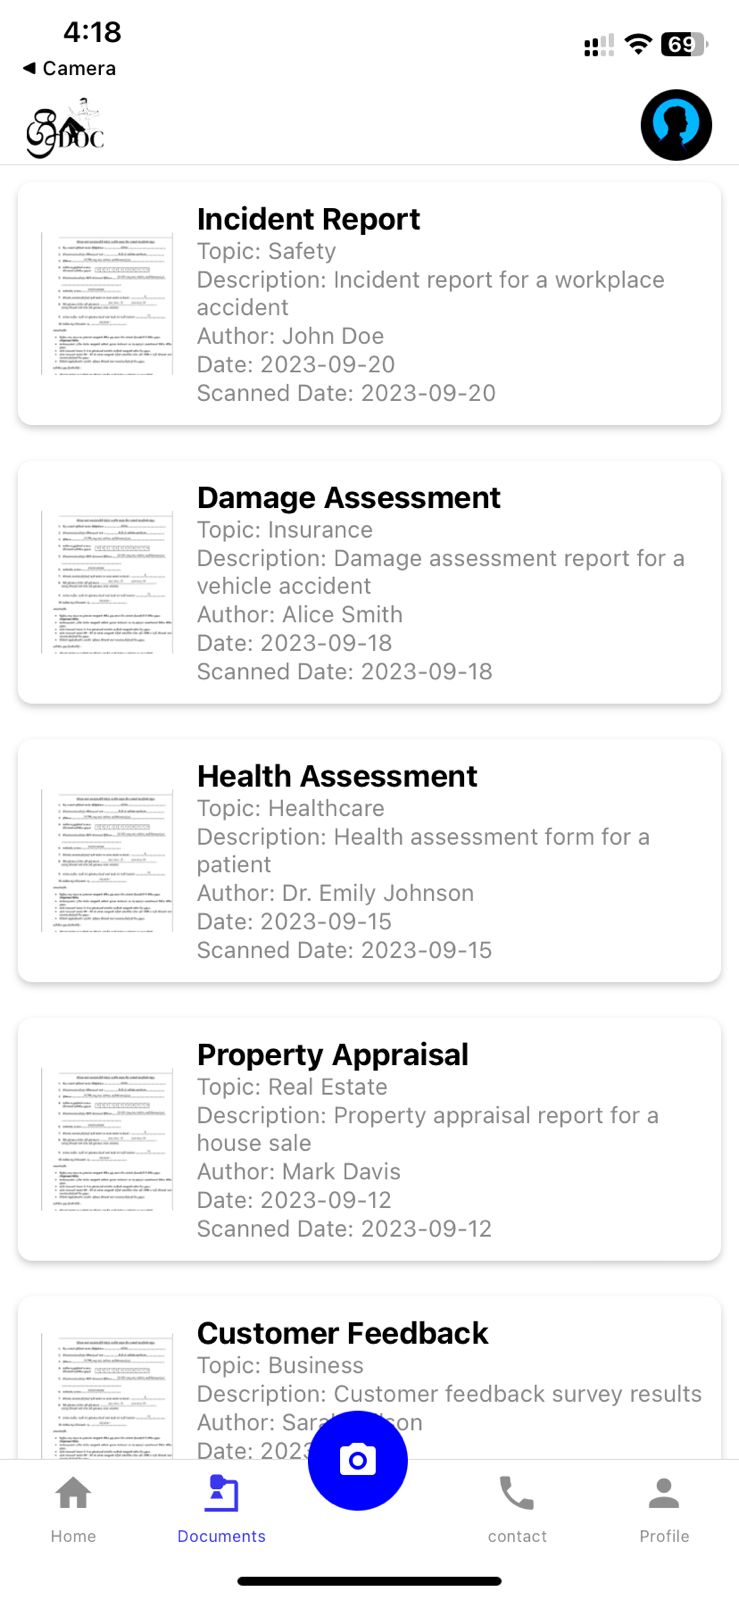 4:18
69
◀ Camera
DOC
Incident Report
Topic: Safety
Description: Incident report for a workplace
accident
Author: John Doe
Date: 2023-09-20
Scanned Date: 2023-09-20
Damage Assessment
Topic: Insurance
Description: Damage assessment report for a
vehicle accident
Author: Alice Smith
Date: 2023-09-18
Scanned Date: 2023-09-18
Health Assessment
Topic: Healthcare
Description: Health assessment form for a
patient
Author: Dr. Emily Johnson
Date: 2023-09-15
Scanned Date: 2023-09-15
Property Appraisal
Topic: Real Estate
Description: Property appraisal report for a
house sale
Author: Mark Davis
Date: 2023-09-12
Scanned Date: 2023-09-12
Customer Feedback
Topic: Business
Description: Customer feedback survey results
Author:
Date:
Home
Documents
contact
Profile